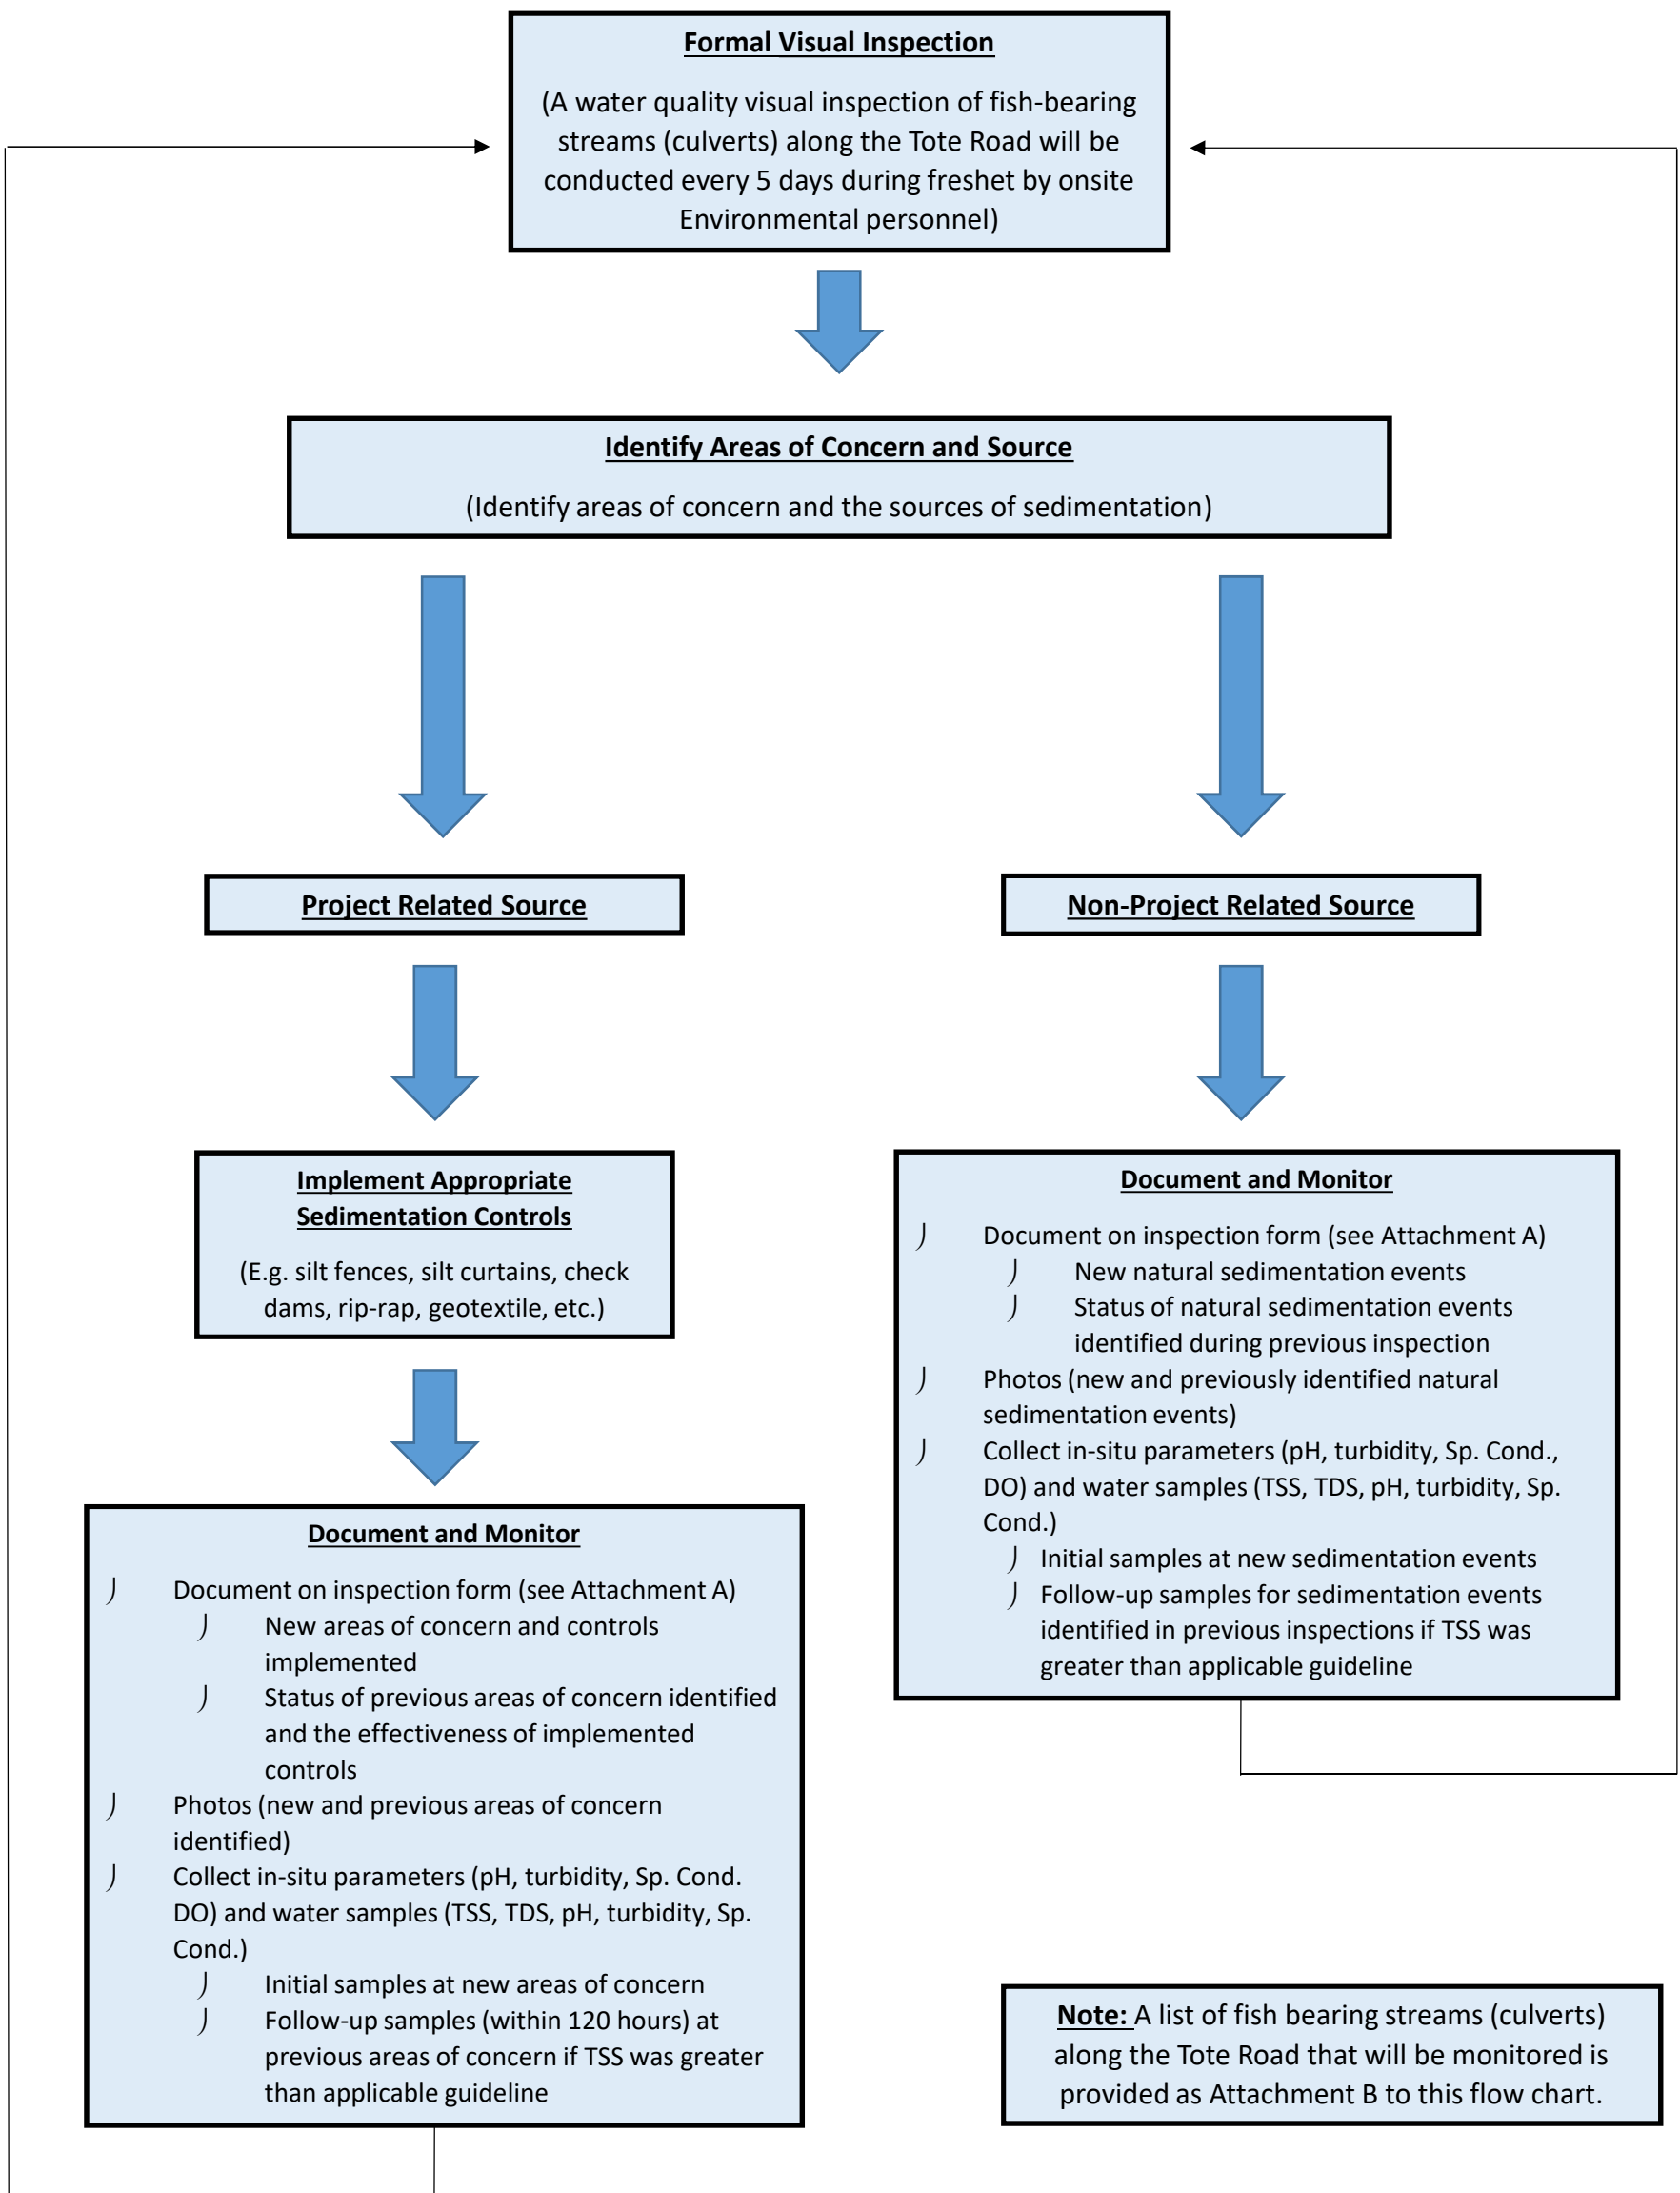 Formal Visual Inspection
(A water quality visual inspection of fish-bearing
streams (culverts) along the Tote Road will be
conducted every 5 days during freshet by onsite
Environmental personnel)
Identify Areas of Concern and Source
(Identify areas of concern and the sources of sedimentation)
Project Related Source
Non-Project Related Source
Implement Appropriate
Sedimentation Controls
(E.g. silt fences, silt curtains, check
dams, rip-rap, geotextile, etc.)
Document and Monitor
Document on inspection form (see Attachment A)
New areas of concern and controls
implemented
Status of previous areas of concern identified
and the effectiveness of implemented
controls
Photos (new and previous areas of concern
identified)
Collect in-situ parameters (pH, turbidity, Sp. Cond.
DO) and water samples (TSS, TDS, pH, turbidity, Sp.
Cond.)
Initial samples at new areas of concern
Follow-up samples (within 120 hours) at
previous areas of concern if TSS was greater
than applicable guideline
Document and Monitor
Document on inspection form (see Attachment A)
New natural sedimentation events
Status of natural sedimentation events
identified during previous inspection
Photos (new and previously identified natural
sedimentation events)
Collect in-situ parameters (pH, turbidity, Sp. Cond.,
DO) and water samples (TSS, TDS, pH, turbidity, Sp.
Cond.)
Initial samples at new sedimentation events
Follow-up samples for sedimentation events
identified in previous inspections if TSS was
greater than applicable guideline
Note: A list of fish bearing streams (culverts)
along the Tote Road that will be monitored is
provided as Attachment B to this flow chart.